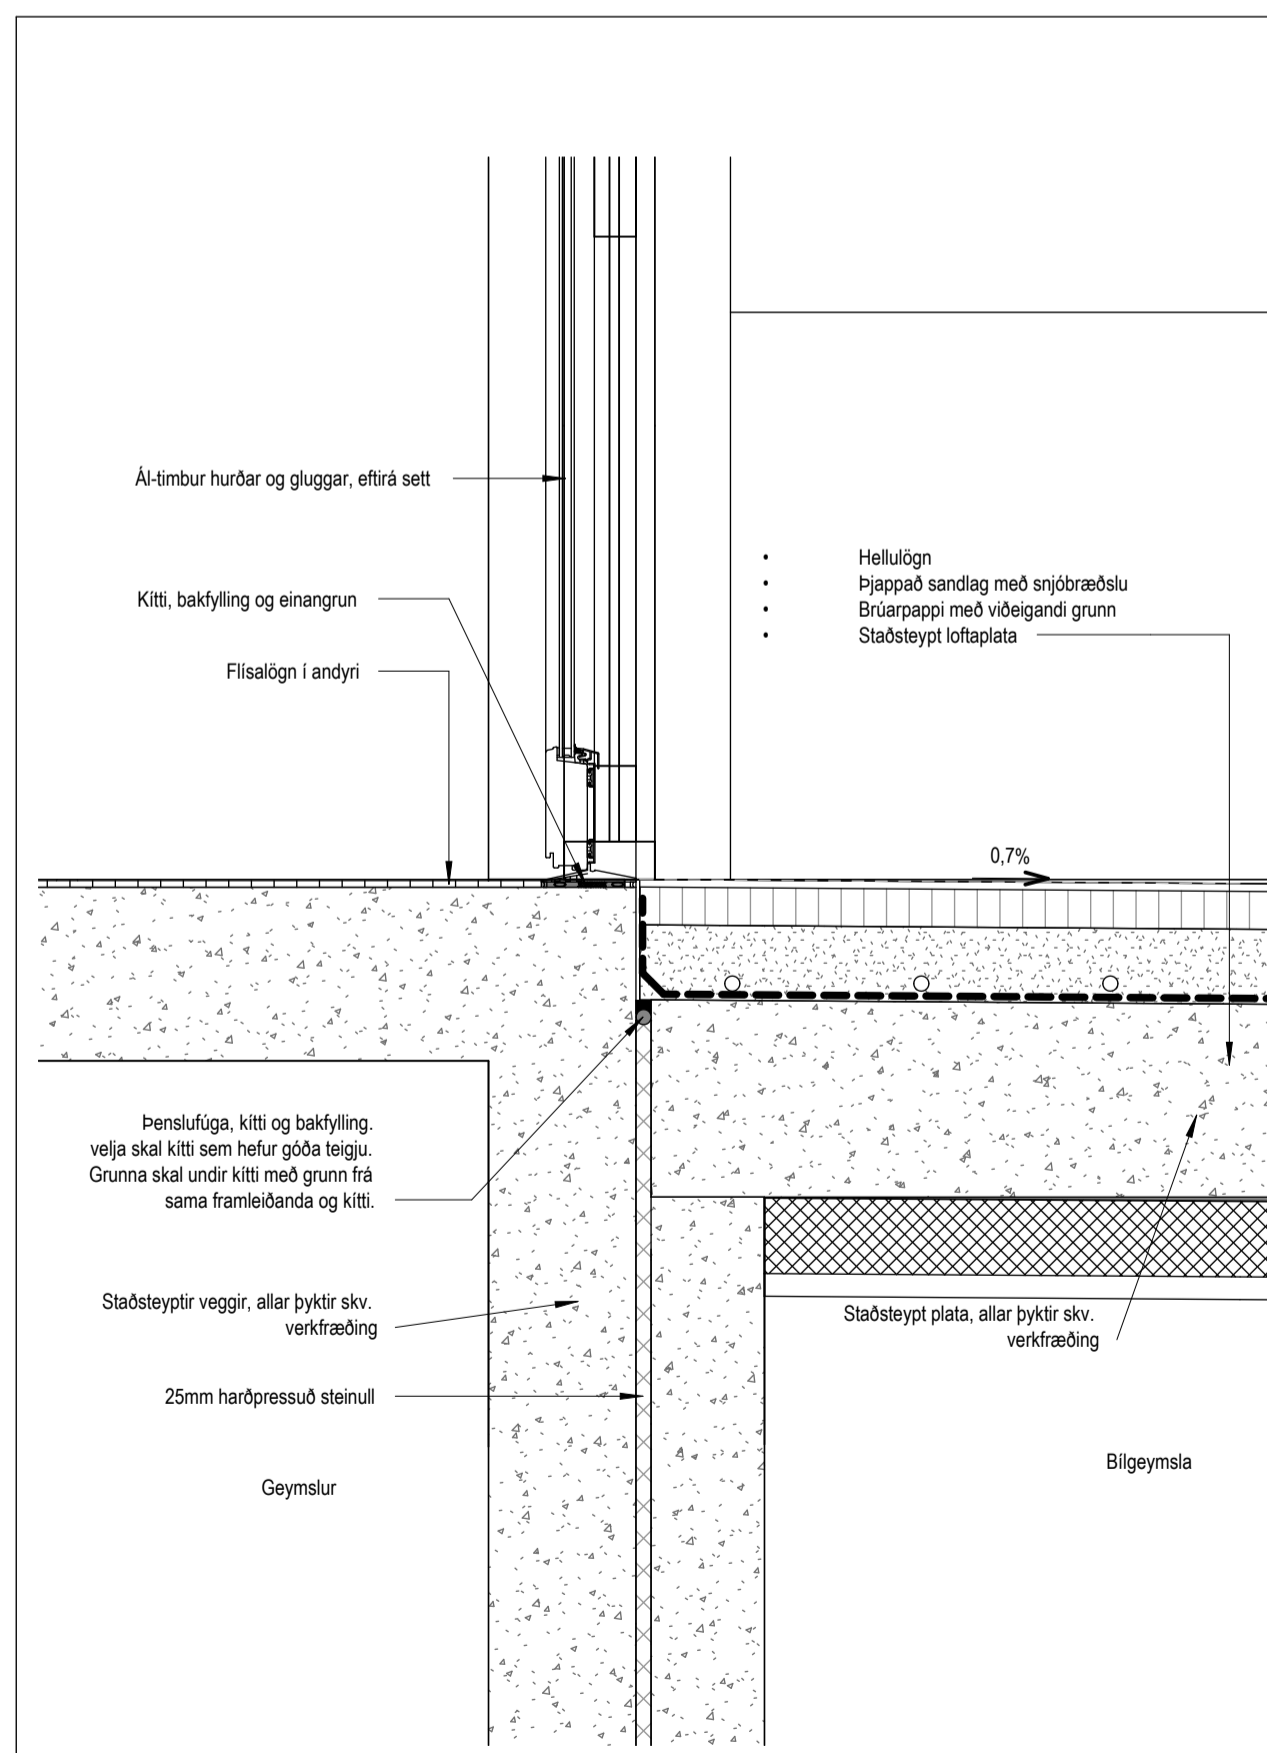 Ál-timbur hurðar og gluggar, eftirá sett
Kítti, bakfylling og einangrun
Flísalögn í andyri
• Hellulögn
• Þjappað sandlag með snjóbræðslu
• Brúarpappi með viðeigandi grunn
• Staðsteypt loftaplata
0,7%
Þenslufúga, kítti og bakfylling.
velja skal kítti sem hefur góða teigju.
Grunna skal undir kítti með grunn frá
sama framleiðanda og kítti.
Staðsteyptir veggir, allar þyktir skv.
verkfræðing
Staðsteypt plata, allar þyktir skv.
verkfræðing
25mm harðpressuð steinull
Geymslur
Bílgeymsla